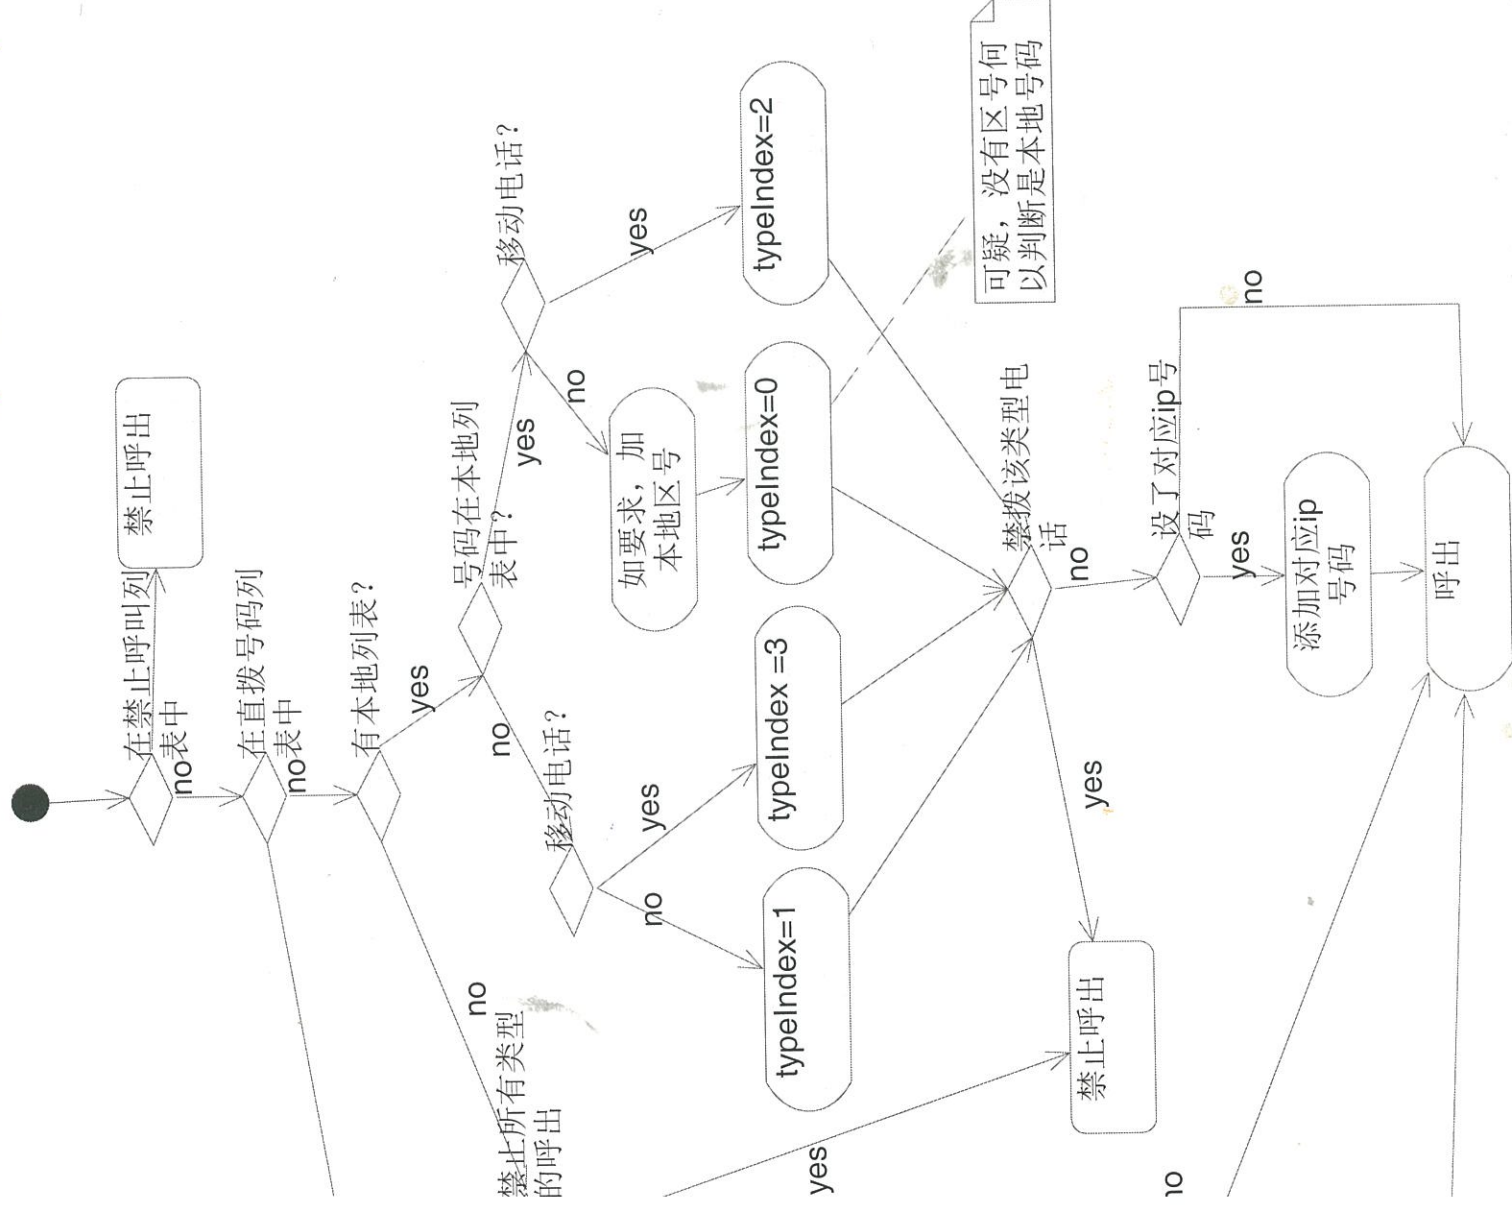 在禁止呼叫列
表中
禁止呼出
no
在直拨号码列
表中
no
有本地列表?
yes
no
号码在本地列
表中?
yes
no
移动电话?
yes
no
移动电话?
yes
no
禁止所有类型
的呼出
如要求，加
本地区号
typeIndex=2
typeIndex=0
typeIndex =3
typeIndex=1
可疑，没有区号何
以判断是本地号码
yes
禁拨该类型电
话
no
yes
禁止呼出
设了对应ip号
码
no
yes
添加对应ip
号码
no
呼出